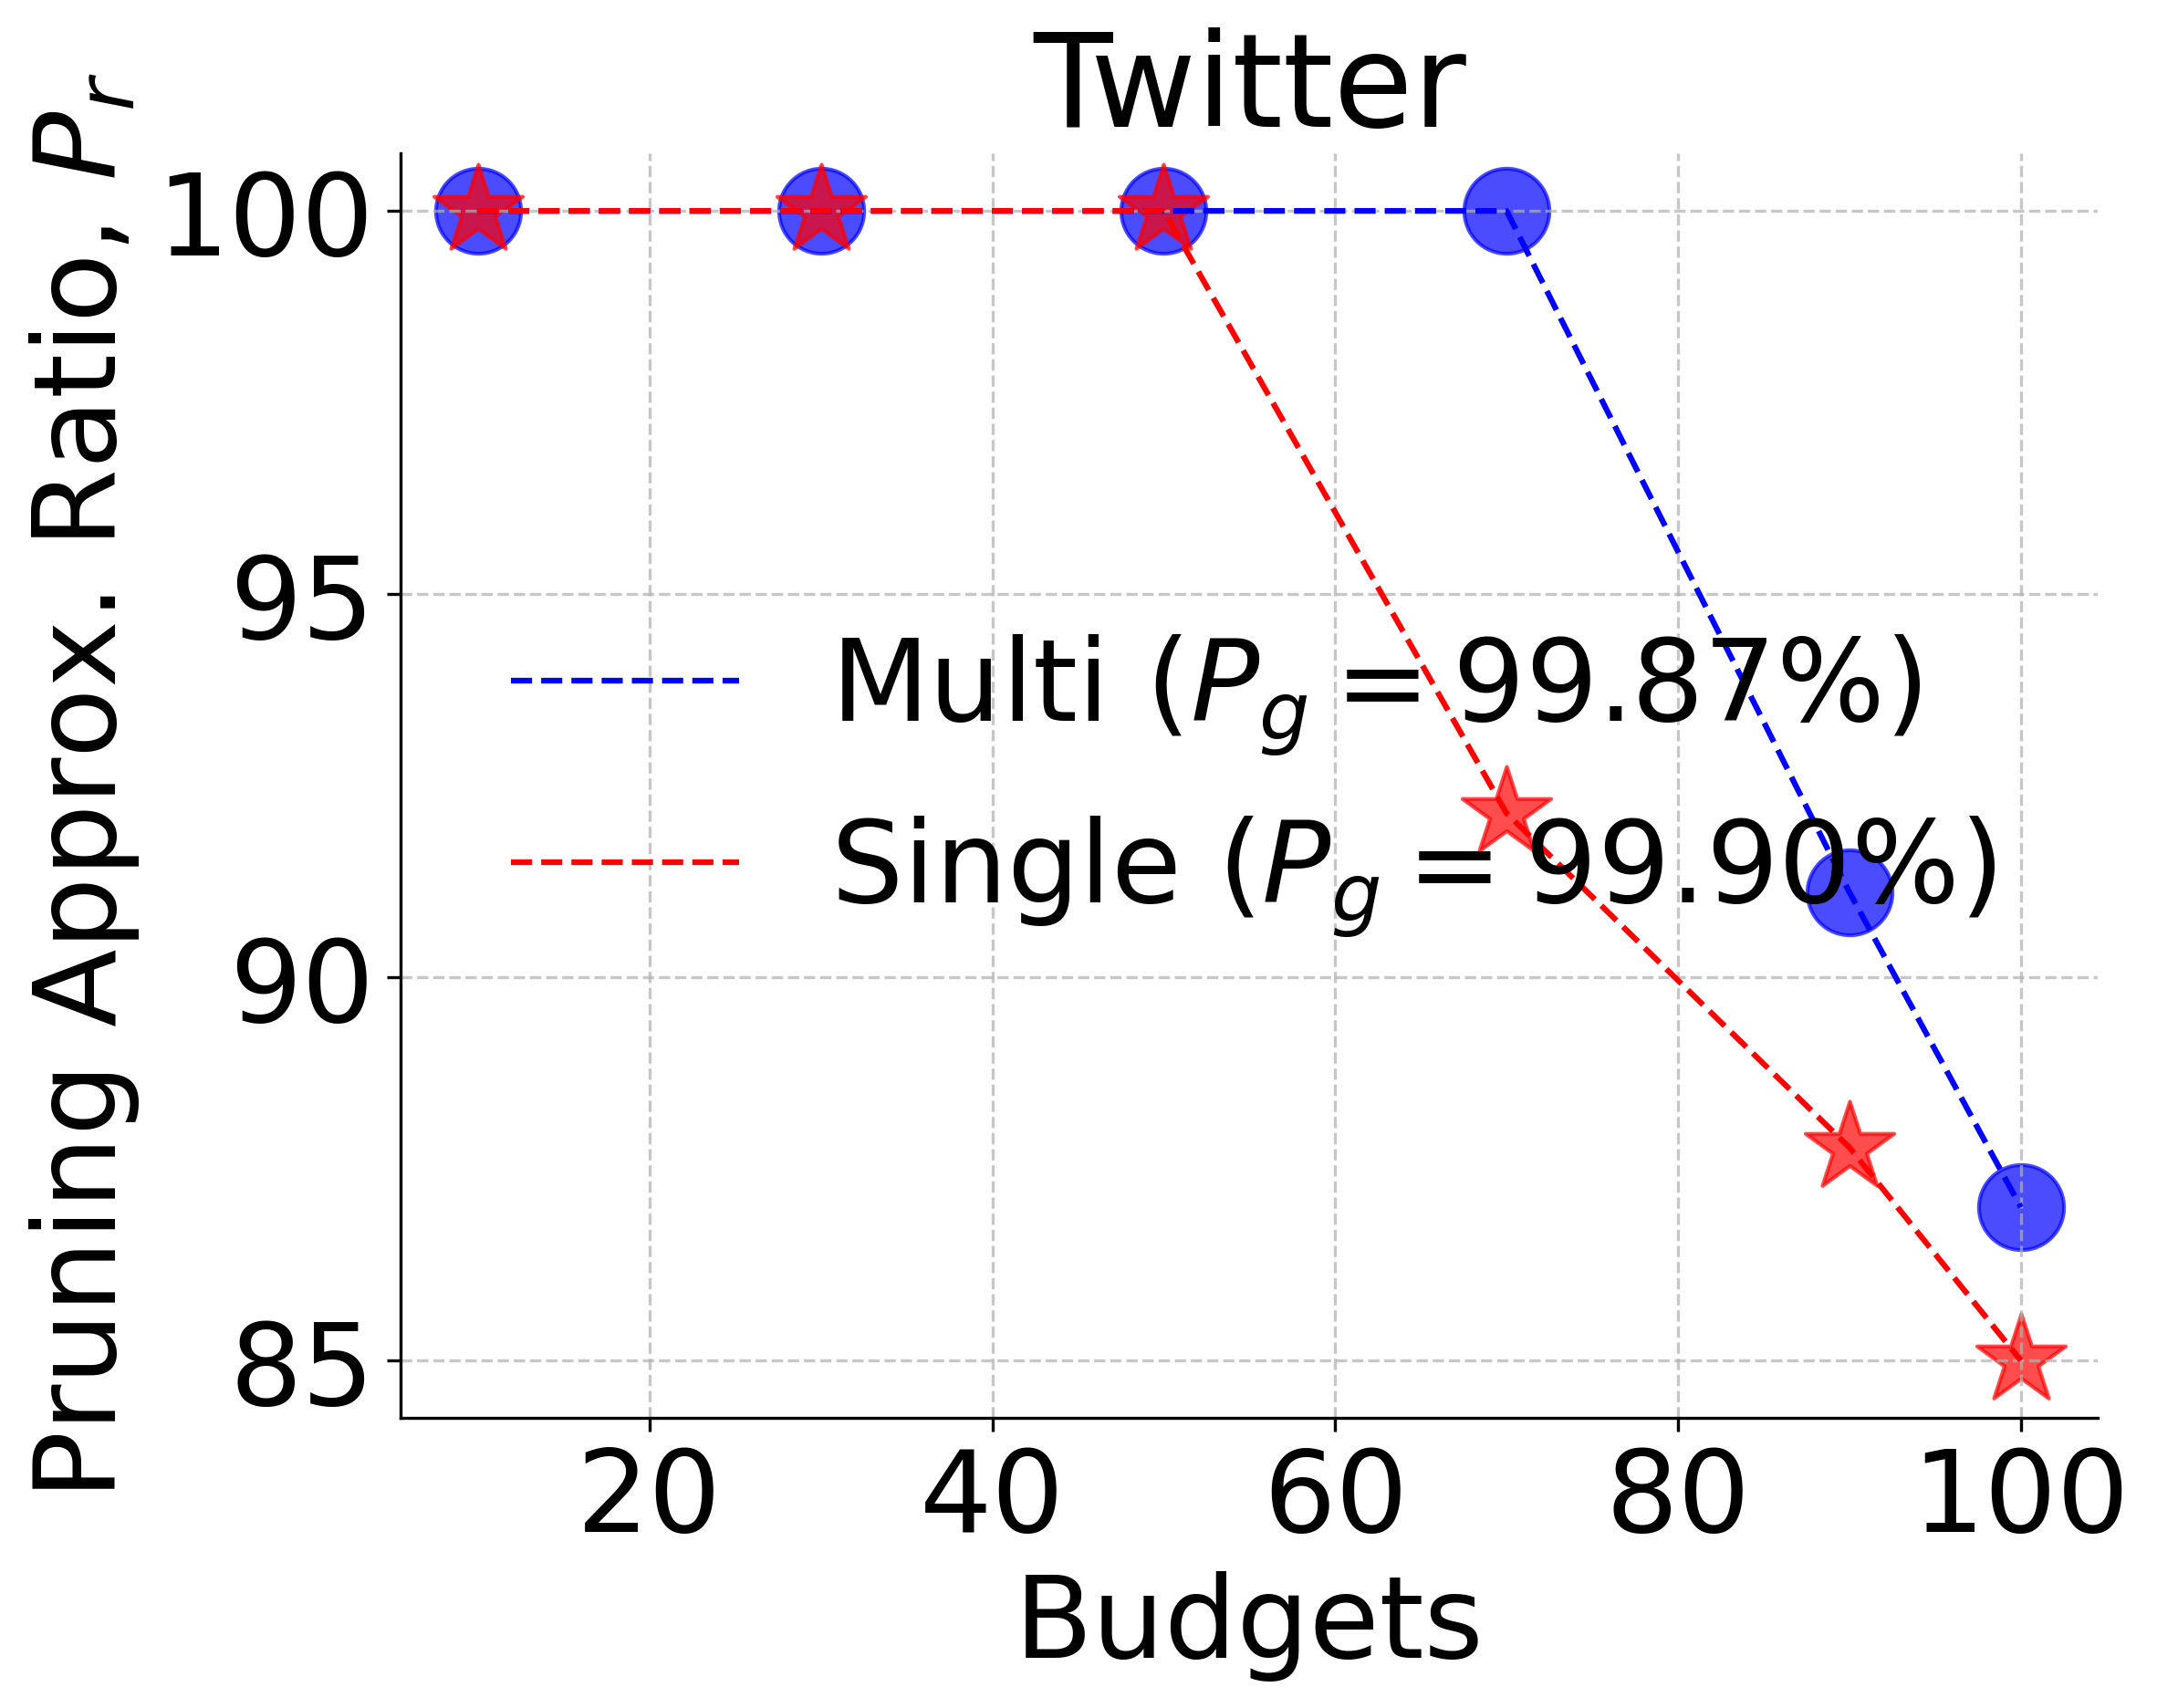 Twitter
Pruning Approx. Ratio, P_r
100
95
90
85
Multi (P_g = 99.87%)
Single (P_g = 99.90%)
20 40 60 80 100
Budgets